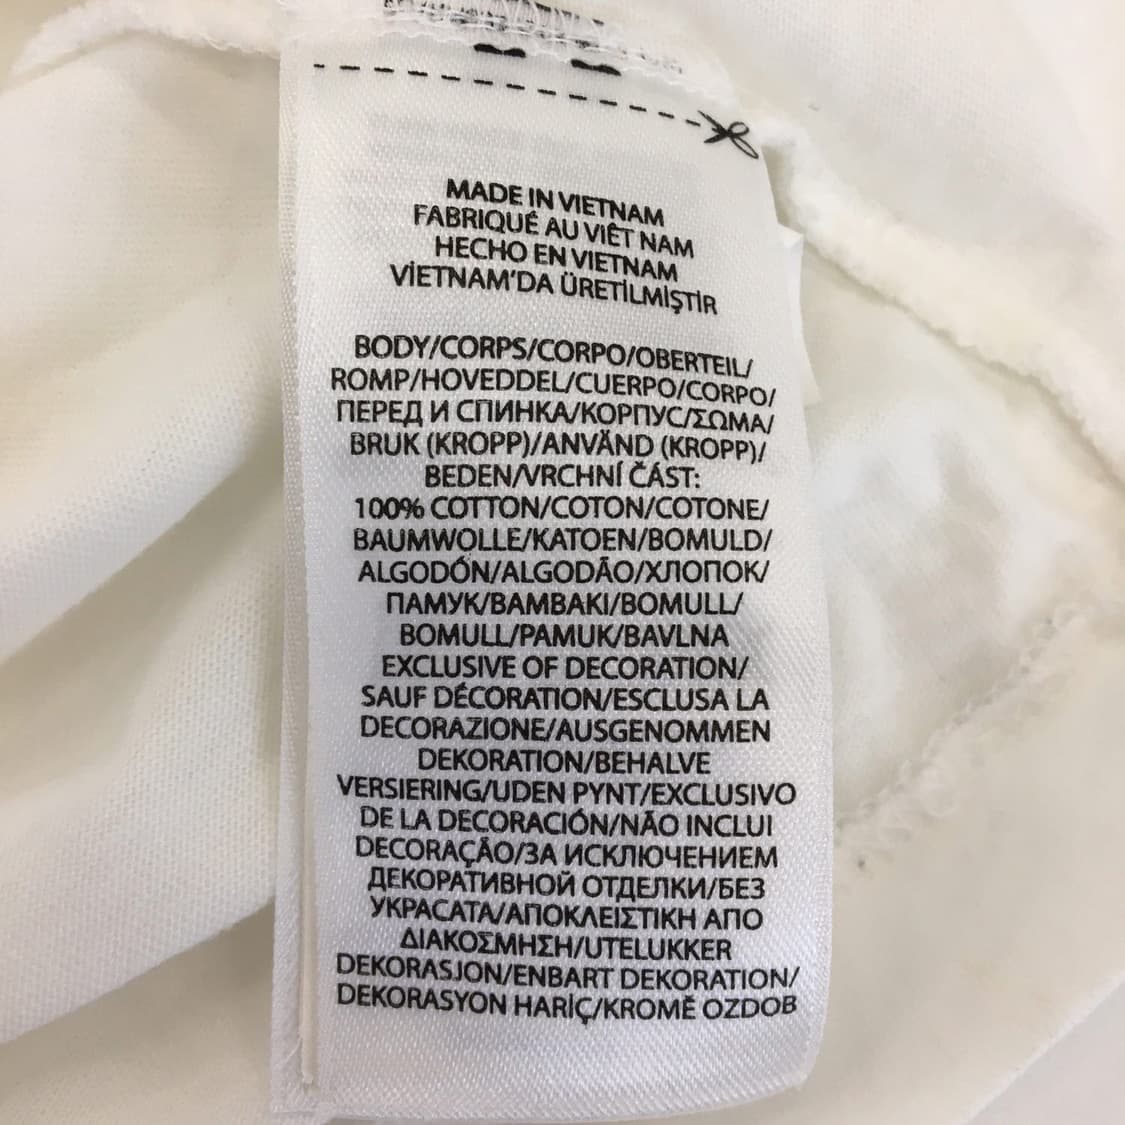 MADE IN VIETNAM
FABRIQUÉ AU VIÊT NAM
HECHO EN VIETNAM
VİETNAM'DA ÜRETİLMİŞTİR
BODY/CORPS/CORPO/OBERTEIL/
ROMP/HOVEDDEL/CUERPO/CORPO/
ПЕРЕД И СПИНКА/КОРПУС/ΣΩΜΑ/
BRUK (KROPP)/ANVÄND (KROPP)/
BEDEN/VRCHNÍ ČÁST:
100% COTTON/COTON/COTONE/
BAUMWOLLE/KATOEN/BOMULD/
ALGODÓN/ALGODÃO/ХЛОПОК/
ПАМУК/ΒΑΜΒΑΚΙ/BOMULL/
BOMULL/PAMUK/BAVLNA
EXCLUSIVE OF DECORATION/
SAUF DÉCORATION/ESCLUSA LA
DECORAZIONE/AUSGENOMMEN
DEKORATION/BEHALVE
VERSIERING/UDEN PYNT/EXCLUSIVO
DE LA DECORACIÓN/NÃO INCLUI
DECORAÇÃO/ЗА ИСКЛЮЧЕНИЕМ
ДЕКОРАТИВНОЙ ОТДЕЛКИ/БЕЗ
УКРАСАТА/ΑΠΟΚΛΕΙΣΤΙΚΗ ΑΠΟ
ΔΙΑΚΟΣΜΗΣΗ/UTELUKKER
DEKORASJON/ENBART DEKORATION/
DEKORASYON HARİÇ/KROMĚ OZDOB